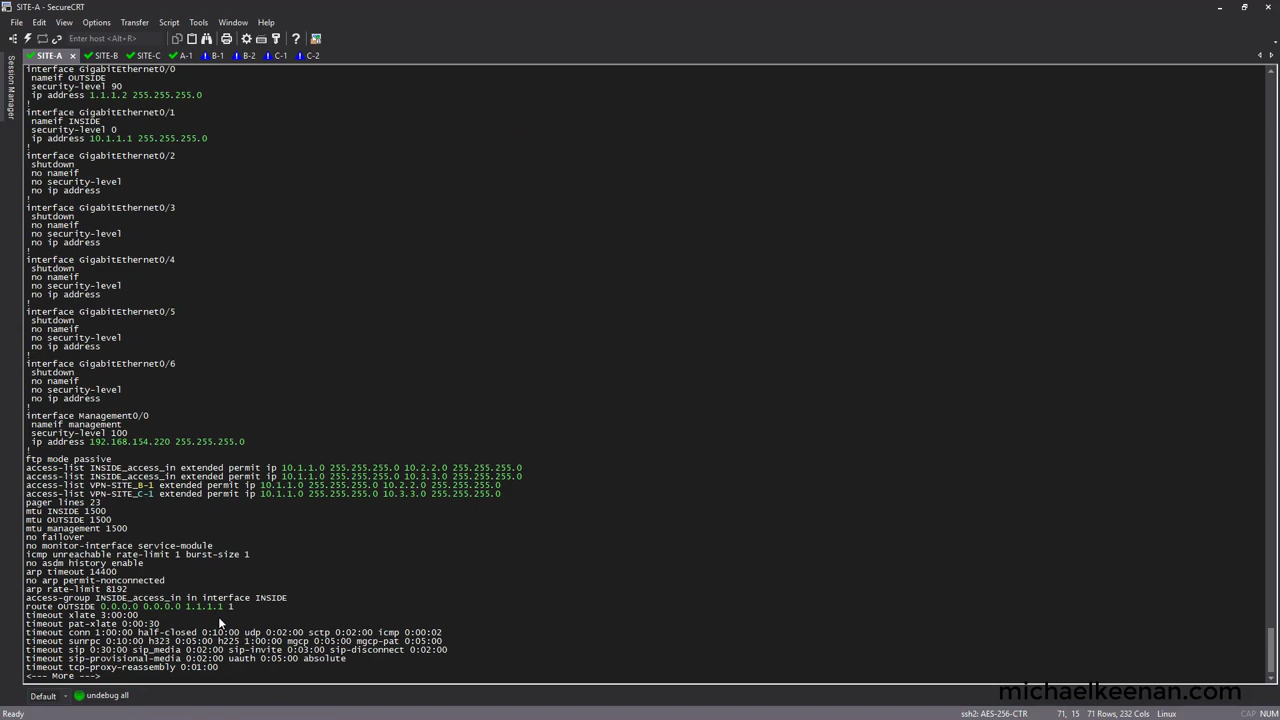 SITE-A - SecureCRT
File Edit View Options Transfer Script Tools Window Help
Enter host <Alt+R>
SITE-A SITE-B SITE-C A-1 B-1 B-2 C-1 C-2
Session Manager
interface GigabitEthernet0/0
nameif OUTSIDE
security-level 90
ip address 1.1.1.2 255.255.255.0
!
interface GigabitEthernet0/1
nameif INSIDE
security-level 0
ip address 10.1.1.1 255.255.255.0
!
interface GigabitEthernet0/2
shutdown
no nameif
no security-level
no ip address
!
interface GigabitEthernet0/3
shutdown
no nameif
no security-level
no ip address
!
interface GigabitEthernet0/4
shutdown
no nameif
no security-level
no ip address
!
interface GigabitEthernet0/5
shutdown
no nameif
no security-level
no ip address
!
interface GigabitEthernet0/6
shutdown
no nameif
no security-level
no ip address
!
interface Management0/0
nameif management
security-level 100
ip address 192.168.154.220 255.255.255.0
!
ftp mode passive
access-list INSIDE_access_in extended permit ip 10.1.1.0 255.255.255.0 10.2.2.0 255.255.255.0
access-list INSIDE_access_in extended permit ip 10.1.1.0 255.255.255.0 10.3.3.0 255.255.255.0
access-list VPN-SITE_B-1 extended permit ip 10.1.1.0 255.255.255.0 10.2.2.0 255.255.255.0
access-list VPN-SITE_C-1 extended permit ip 10.1.1.0 255.255.255.0 10.3.3.0 255.255.255.0
pager lines 23
mtu INSIDE 1500
mtu OUTSIDE 1500
mtu management 1500
no failover
no monitor-interface service-module
icmp unreachable rate-limit 1 burst-size 1
no asdm history enable
arp timeout 14400
no arp permit-nonconnected
arp rate-limit 8192
access-group INSIDE_access_in in interface INSIDE
route OUTSIDE 0.0.0.0 0.0.0.0 1.1.1.1 1
timeout xlate 3:00:00
timeout pat-xlate 0:00:30
timeout conn 1:00:00 half-closed 0:10:00 udp 0:02:00 sctp 0:02:00 icmp 0:00:02
timeout sunrpc 0:10:00 h323 0:05:00 h225 1:00:00 mgcp 0:05:00 mgcp-pat 0:05:00
timeout sip 0:30:00 sip_media 0:02:00 sip-invite 0:03:00 sip-disconnect 0:02:00
timeout sip-provisional-media 0:02:00 uauth 0:05:00 absolute
timeout tcp-proxy-reassembly 0:01:00
<--- More --->
michaelkeenan.com
Default undebug all
Ready ssh2: AES-256-CTR 71, 15 71 Rows, 232 Cols Linux CAP NUM